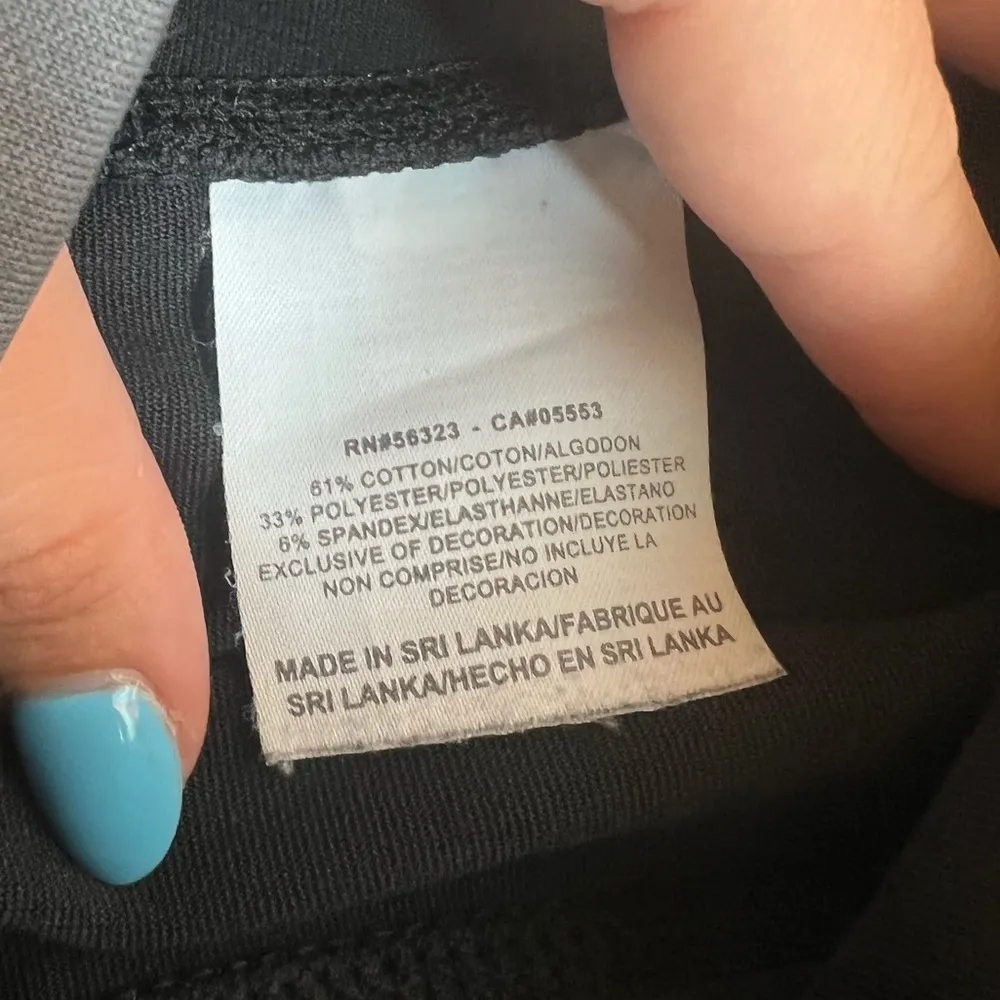 RN#56323 - CA#05553
61% COTTON/COTON/ALGODON
33% POLYESTER/POLYESTER/POLIESTER
6% SPANDEX/ELASTHANNE/ELASTANO
EXCLUSIVE OF DECORATION/DECORATION
NON COMPRISE/NO INCLUYE LA
DECORACION
MADE IN SRI LANKA/FABRIQUE AU
SRI LANKA/HECHO EN SRI LANKA